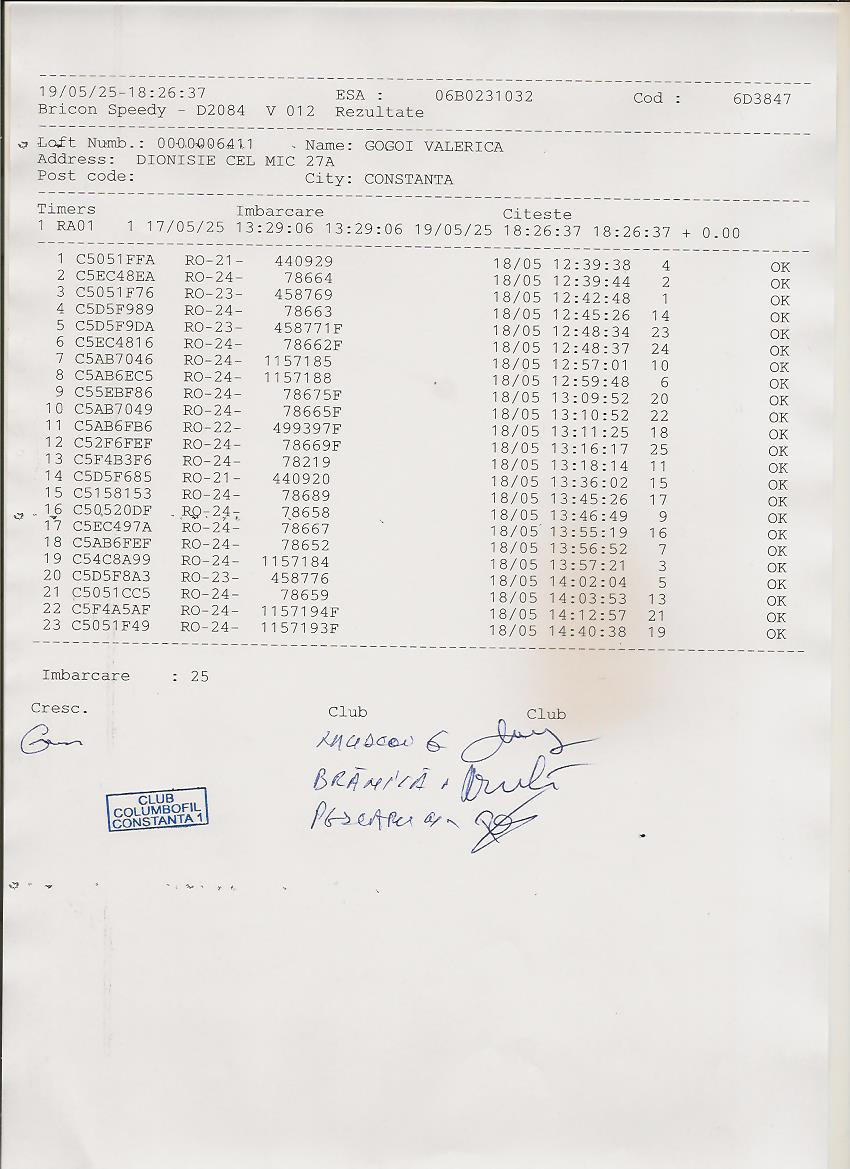 19/05/25-18:26:37 ESA : 06B0231032 Cod : 6D3847
Bricon Speedy - D2084 V 012 Rezultate
Loft Numb.: 0000006411 Name: GOGOI VALERICA
Address: DIONISIE CEL MIC 27A
Post code: City: CONSTANTA
Timers Imbarcare Citeste
1 RA01 1 17/05/25 13:29:06 13:29:06 19/05/25 18:26:37 18:26:37 + 0.00
1 C5051FFA RO-21- 440929 18/05 12:39:38 4 OK
2 C5EC48EA RO-24- 78664 18/05 12:39:44 2 OK
3 C5051F76 RO-23- 458769 18/05 12:42:48 1 OK
4 C5D5F989 RO-24- 78663 18/05 12:45:26 14 OK
5 C5D5F9DA RO-23- 458771F 18/05 12:48:34 23 OK
6 C5EC4816 RO-24- 78662F 18/05 12:48:37 24 OK
7 C5AB7046 RO-24- 1157185 18/05 12:57:01 10 OK
8 C5AB6EC5 RO-24- 1157188 18/05 12:59:48 6 OK
9 C55EBF86 RO-24- 78675F 18/05 13:09:52 20 OK
10 C5AB7049 RO-24- 78665F 18/05 13:10:52 22 OK
11 C5AB6FB6 RO-22- 499397F 18/05 13:11:25 18 OK
12 C52F6FEF RO-24- 78669F 18/05 13:16:17 25 OK
13 C5F4B3F6 RO-24- 78219 18/05 13:18:14 11 OK
14 C5D5F685 RO-21- 440920 18/05 13:36:02 15 OK
15 C5158153 RO-24- 78689 18/05 13:45:26 17 OK
16 C50520DF RO-24- 78658 18/05 13:46:49 9 OK
17 C5EC497A RO-24- 78667 18/05 13:55:19 16 OK
18 C5AB6FEF RO-24- 78652 18/05 13:56:52 7 OK
19 C54C8A99 RO-24- 1157184 18/05 13:57:21 3 OK
20 C5D5F8A3 RO-23- 458776 18/05 14:02:04 5 OK
21 C5051CC5 RO-24- 78659 18/05 14:03:53 13 OK
22 C5F4A5AF RO-24- 1157194F 18/05 14:12:57 21 OK
23 C5051F49 RO-24- 1157193F 18/05 14:40:38 19 OK
Imbarcare : 25
Cresc. Club Club
BRÂNILĂ
CLUB
COLUMBOFIL
CONSTANTA 1